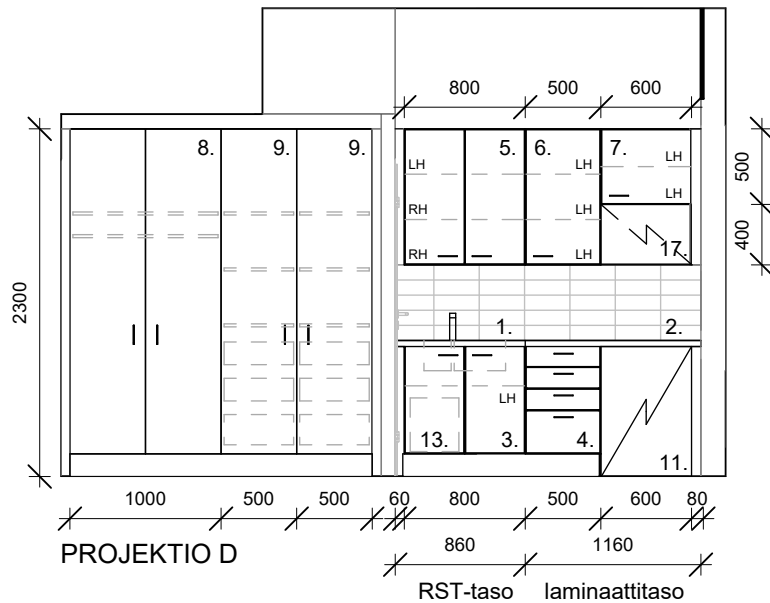 800 500 600
8. 9. 9. 5. 6. 7.
LH LH LH
RH LH LH
RH LH 17.
500
400
2300
1. 2.
LH
13. 3. 4. 11.
1000 500 500 60 800 500 600 80
PROJEKTIO D
860 1160
RST-taso laminaattitaso